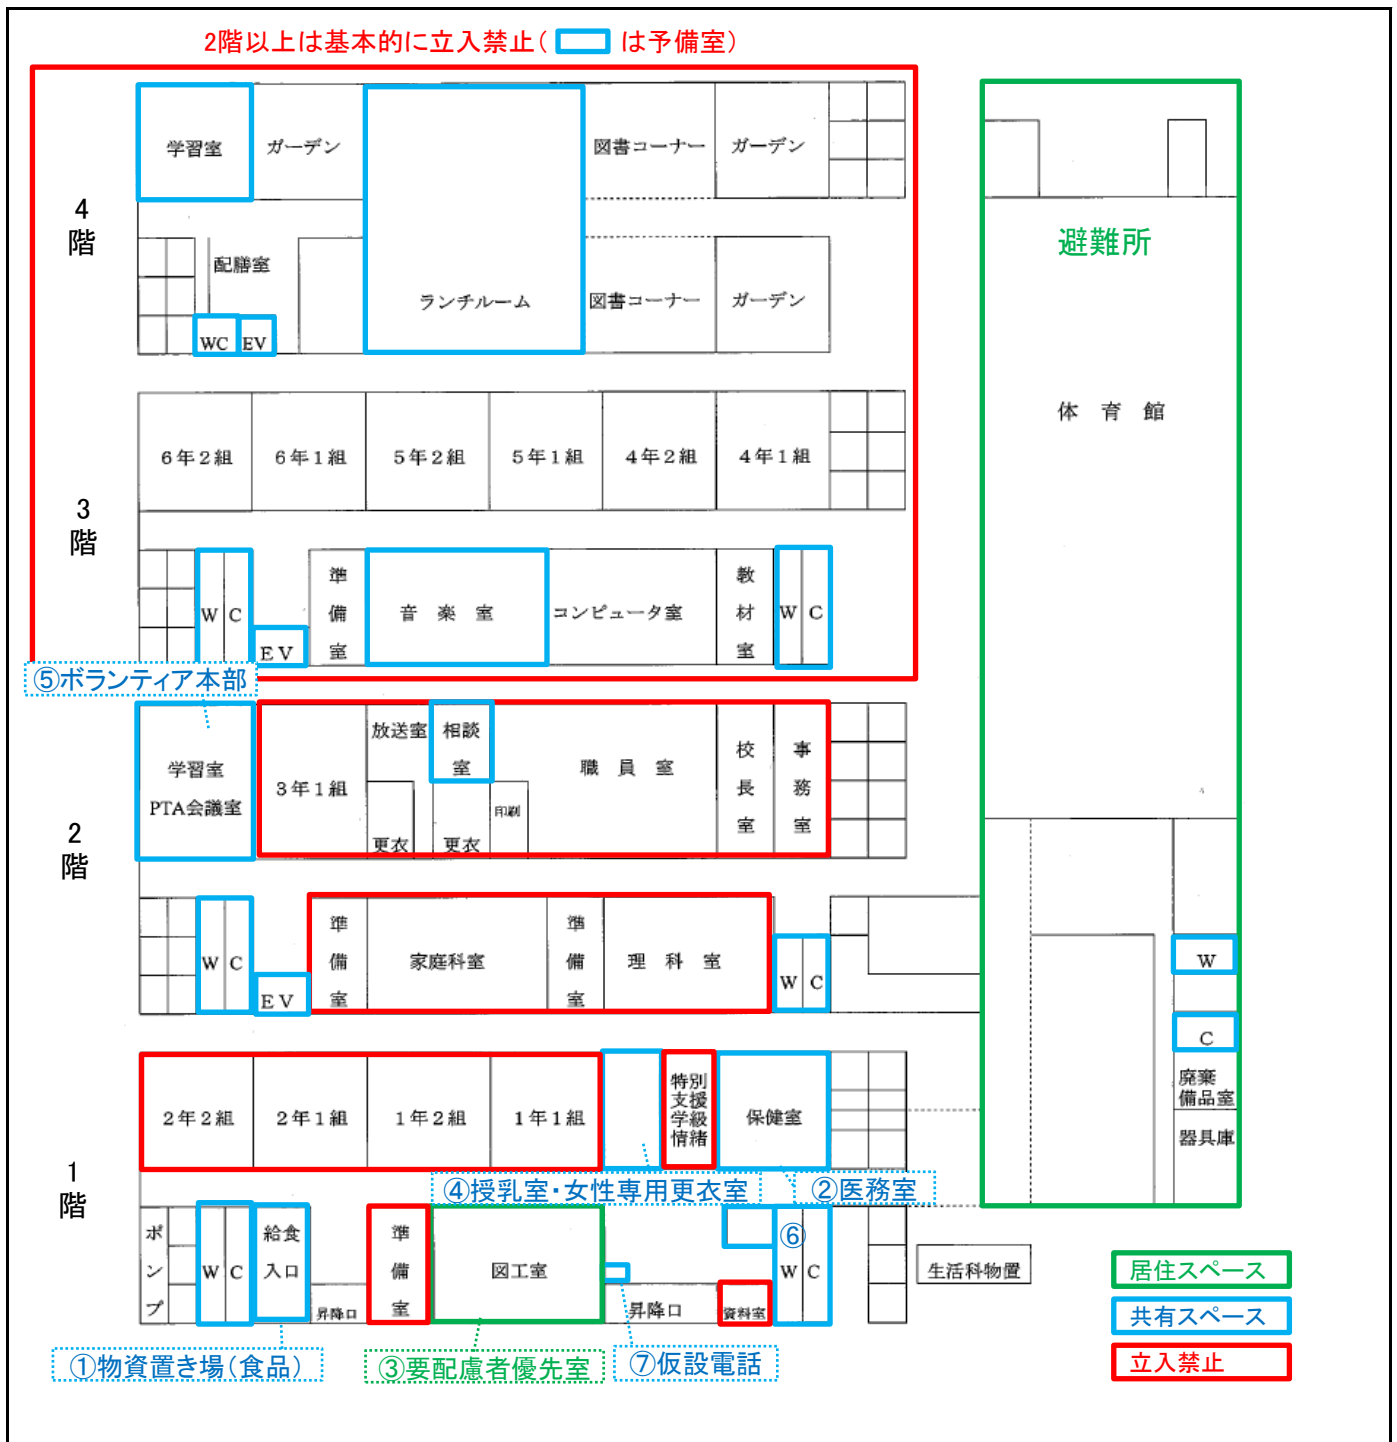 2階以上は基本的に立入禁止( は予備室)
学習室
ガーデン
図書コーナー
ガーデン
4
階
配膳室
ランチルーム
図書コーナー
ガーデン
WC
EV
避難所
体 育 館
6年2組
6年1組
5年2組
5年1組
4年2組
4年1組
3
階
W C
EV
準備室
音 楽 室
コンピュータ室
教材室
W C
⑤ボランティア本部
学習室
PTA会議室
3年1組
放送室
相談室
職 員 室
校長室
事務室
更衣
更衣
印刷
2
階
W C
EV
準備室
家庭科室
準備室
理 科 室
W C
W
C
廃棄
備品室
器具庫
2年2組
2年1組
1年2組
1年1組
特別
支援
学級
情緒
保健室
1
階
④授乳室・女性専用更衣室
②医務室
ポンプ
W C
給食
入口
昇降口
準備室
図工室
昇降口
資料室
⑥
W C
生活科物置
①物資置き場(食品)
③要配慮者優先室
⑦仮設電話
居住スペース
共有スペース
立入禁止